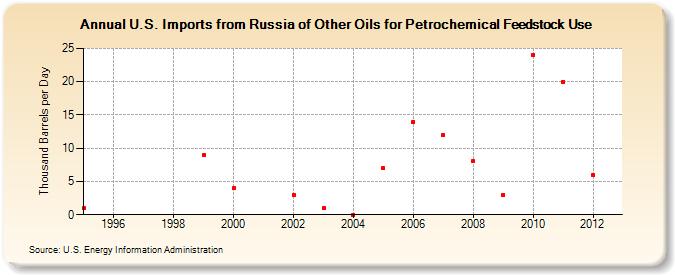 Annual U.S. Imports from Russia of Other Oils for Petrochemical Feedstock Use
Thousand Barrels per Day
25
20
15
10
5
0
1996 1998 2000 2002 2004 2006 2008 2010 2012
Source: U.S. Energy Information Administration